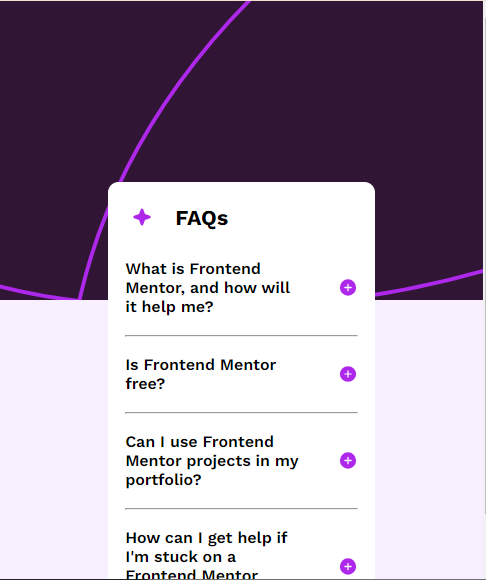 FAQs
What is Frontend
Mentor, and how will
it help me?
Is Frontend Mentor
free?
Can I use Frontend
Mentor projects in my
portfolio?
How can I get help if
I'm stuck on a
Frontend Mentor